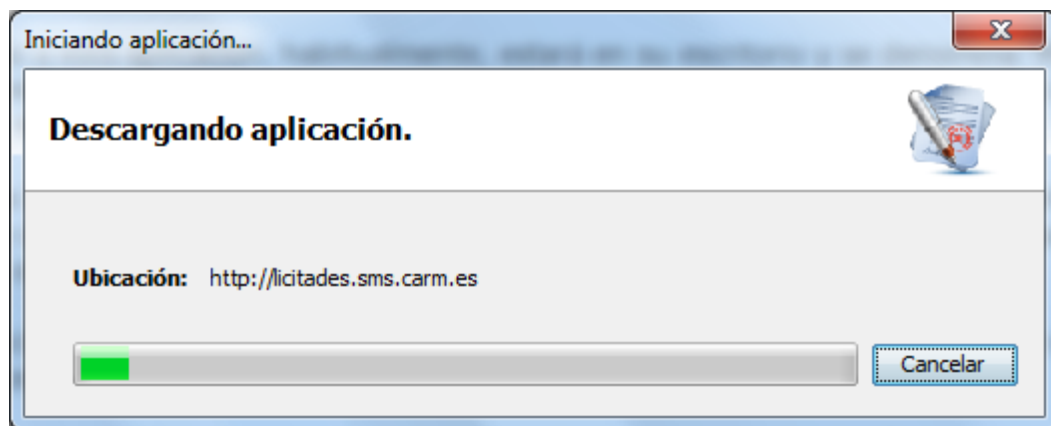 Iniciando aplicación...
Descargando aplicación.
Ubicación: http://licitades.sms.carm.es
Cancelar